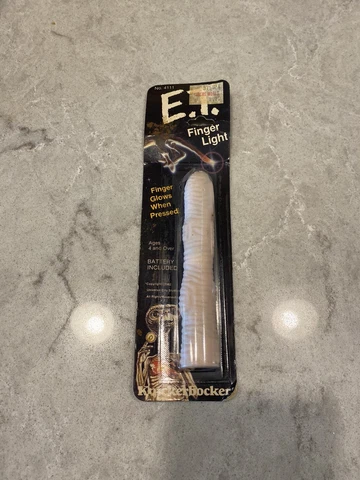 No. 4111
E.T.
Finger
Light
Finger
Glows
When
Pressed
Ages
4 and Over
BATTERY
INCLUDED
Knickerbocker